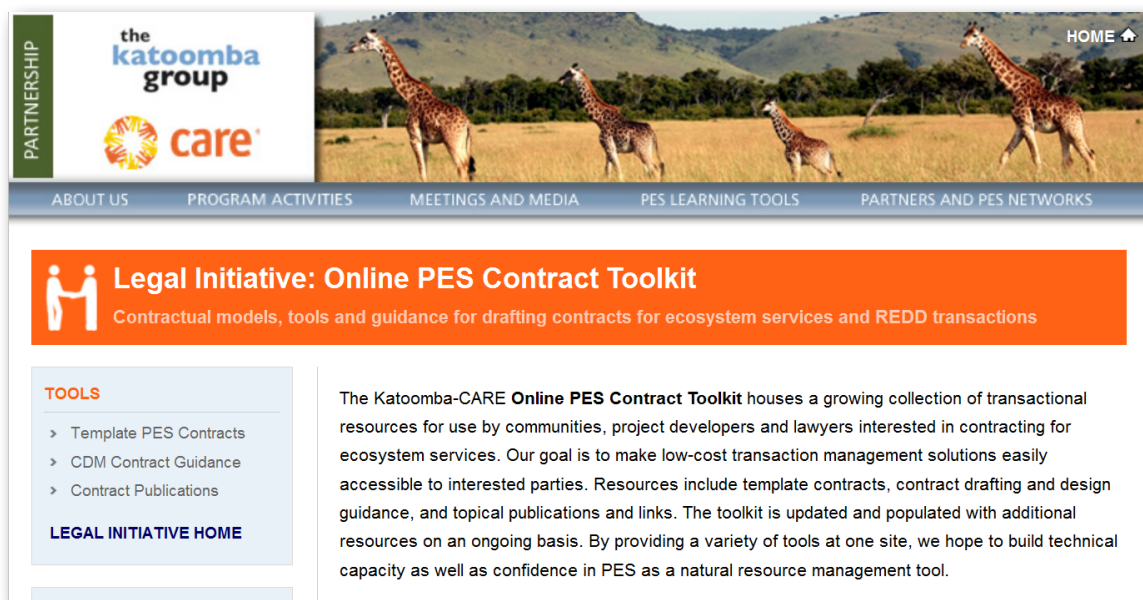 PARTNERSHIP
the
katoomba
group
care
HOME
ABOUT US
PROGRAM ACTIVITIES
MEETINGS AND MEDIA
PES LEARNING TOOLS
PARTNERS AND PES NETWORKS
Legal Initiative: Online PES Contract Toolkit
Contractual models, tools and guidance for drafting contracts for ecosystem services and REDD transactions
TOOLS
Template PES Contracts
CDM Contract Guidance
Contract Publications
LEGAL INITIATIVE HOME
The Katoomba-CARE Online PES Contract Toolkit houses a growing collection of transactional
resources for use by communities, project developers and lawyers interested in contracting for
ecosystem services. Our goal is to make low-cost transaction management solutions easily
accessible to interested parties. Resources include template contracts, contract drafting and design
guidance, and topical publications and links. The toolkit is updated and populated with additional
resources on an ongoing basis. By providing a variety of tools at one site, we hope to build technical
capacity as well as confidence in PES as a natural resource management tool.